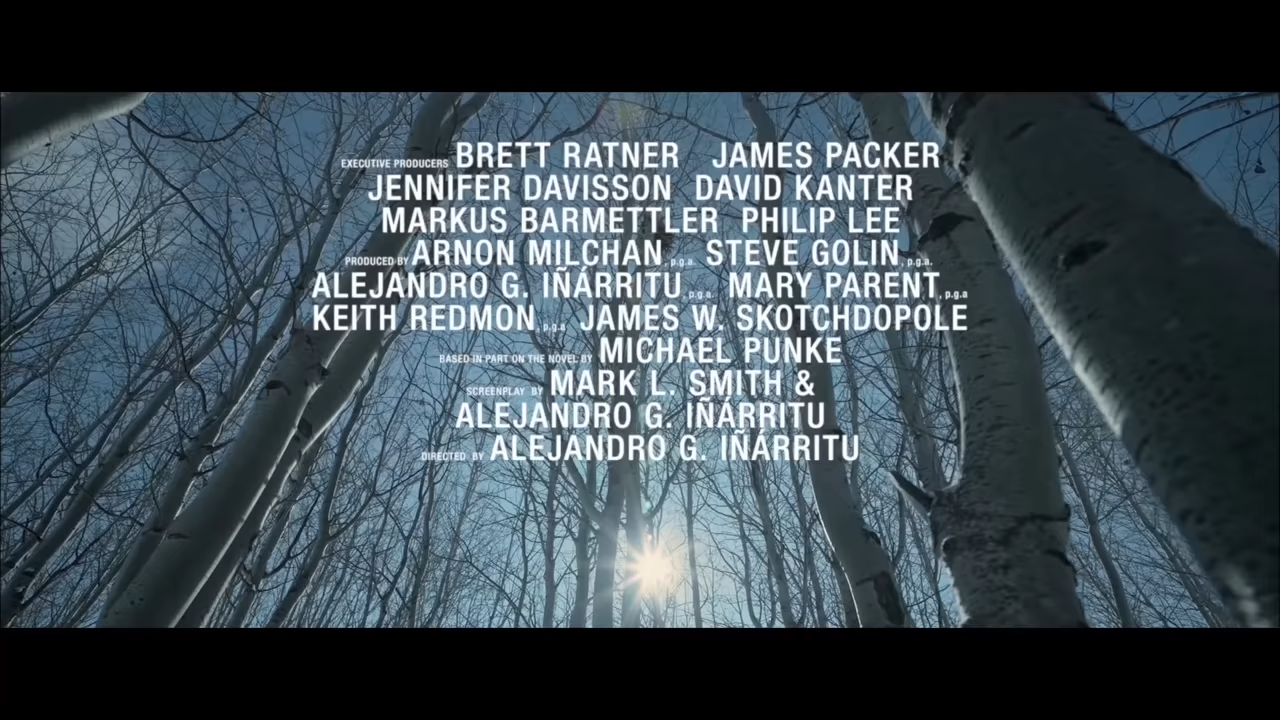 EXECUTIVE PRODUCERS BRETT RATNER JAMES PACKER
JENNIFER DAVISSON DAVID KANTER
MARKUS BARMETTLER PHILIP LEE
PRODUCED BY ARNON MILCHAN, p.g.a. STEVE GOLIN, p.g.a.
ALEJANDRO G. IÑÁRRITU, p.g.a. MARY PARENT, p.g.a
KEITH REDMON, p.g.a JAMES W. SKOTCHDOPOLE
BASED IN PART ON THE NOVEL BY MICHAEL PUNKE
SCREENPLAY BY MARK L. SMITH &
ALEJANDRO G. IÑÁRRITU
DIRECTED BY ALEJANDRO G. IÑÁRRITU